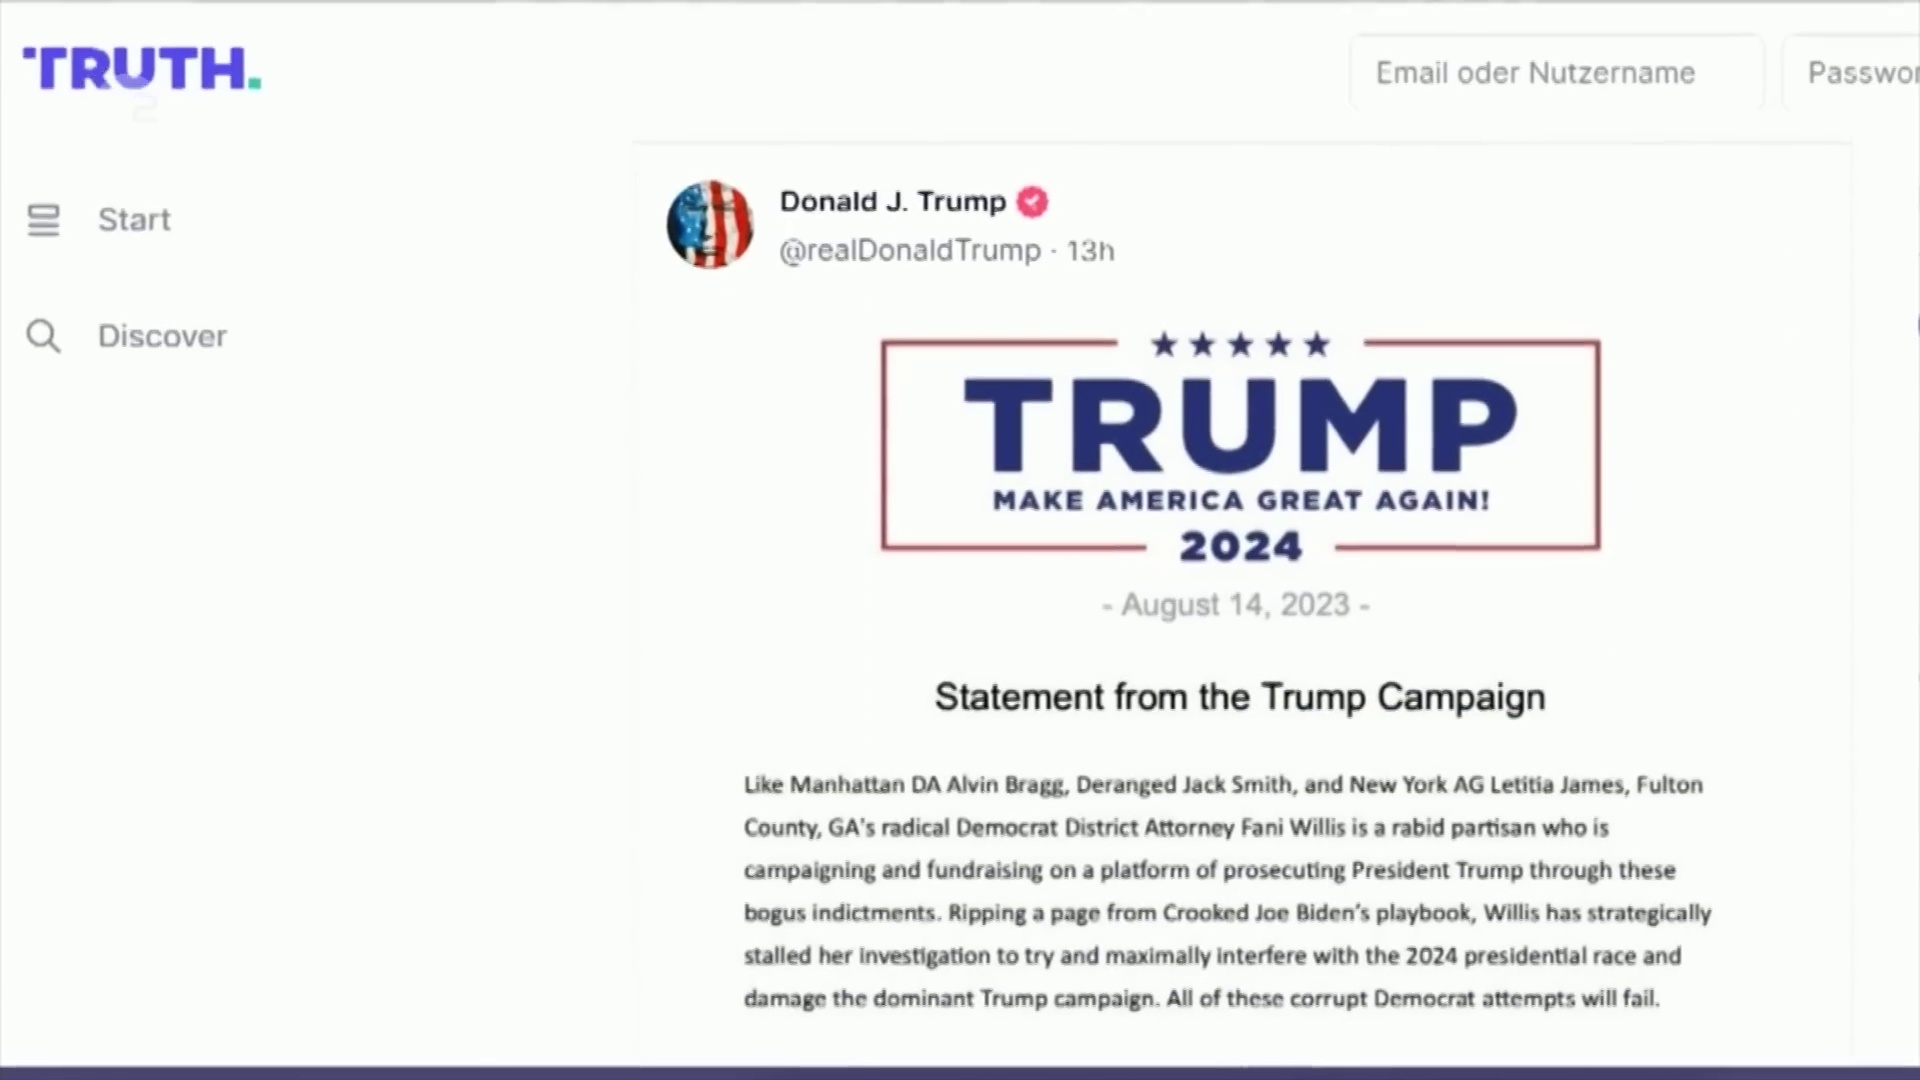 TRUTH.
Email oder Nutzername
Passwor
2
Start
Discover
Donald J. Trump
@realDonaldTrump · 13h
TRUMP
MAKE AMERICA GREAT AGAIN!
2024
- August 14, 2023 -
Statement from the Trump Campaign
Like Manhattan DA Alvin Bragg, Deranged Jack Smith, and New York AG Letitia James, Fulton
County, GA's radical Democrat District Attorney Fani Willis is a rabid partisan who is
campaigning and fundraising on a platform of prosecuting President Trump through these
bogus indictments. Ripping a page from Crooked Joe Biden's playbook, Willis has strategically
stalled her investigation to try and maximally interfere with the 2024 presidential race and
damage the dominant Trump campaign. All of these corrupt Democrat attempts will fail.